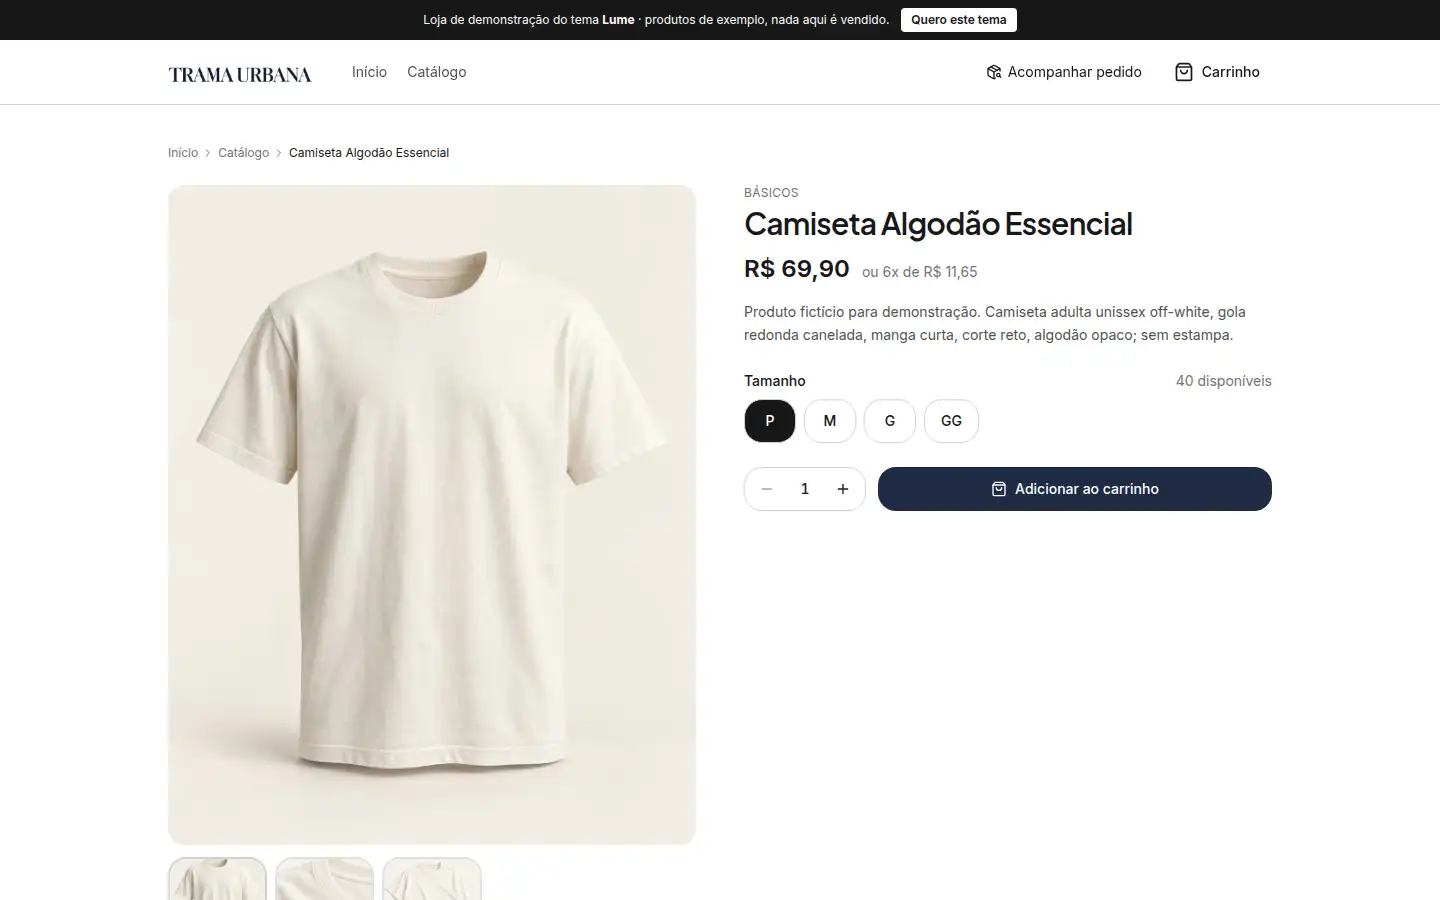 Loja de demonstração do tema Lume · produtos de exemplo, nada aqui é vendido. Quero este tema
TRAMA URBANA Início Catálogo Acompanhar pedido Carrinho
Início > Catálogo > Camiseta Algodão Essencial
BÁSICOS
Camiseta Algodão Essencial
R$ 69,90 ou 6x de R$ 11,65
Produto fictício para demonstração. Camiseta adulta unissex off-white, gola
redonda canelada, manga curta, corte reto, algodão opaco; sem estampa.
Tamanho 40 disponíveis
P M G GG
− 1 + Adicionar ao carrinho